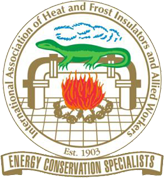 International Association of Heat and Frost Insulators and Allied Workers
Est. 1903
ENERGY CONSERVATION SPECIALISTS